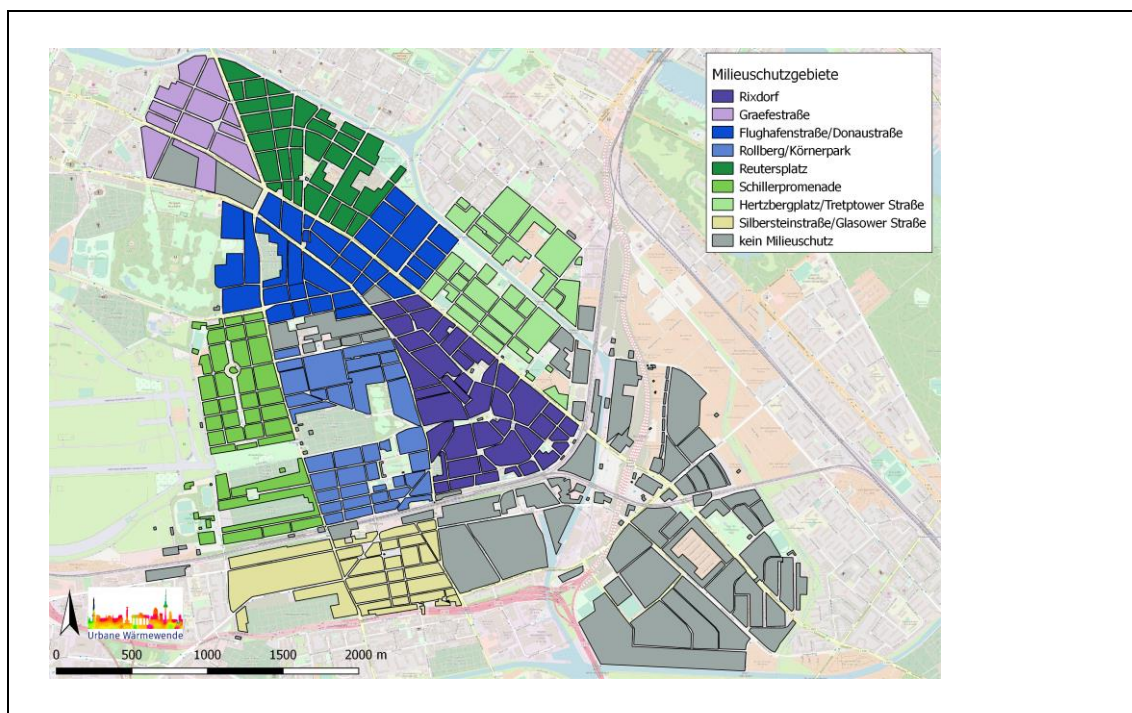 Milieuschutzgebiete
Rixdorf
Graefestraße
Flughafenstraße/Donaustraße
Rollberg/Körnerpark
Reutersplatz
Schillerpromenade
Hertzbergplatz/Tretptower Straße
Silbersteinstraße/Glasower Straße
kein Milieuschutz
Urbane Wärmewende
0 500 1000 1500 2000 m